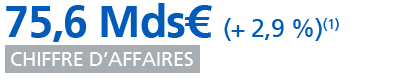 75,6 Mds€ (+ 2,9 %)(1)
CHIFFRE D’AFFAIRES